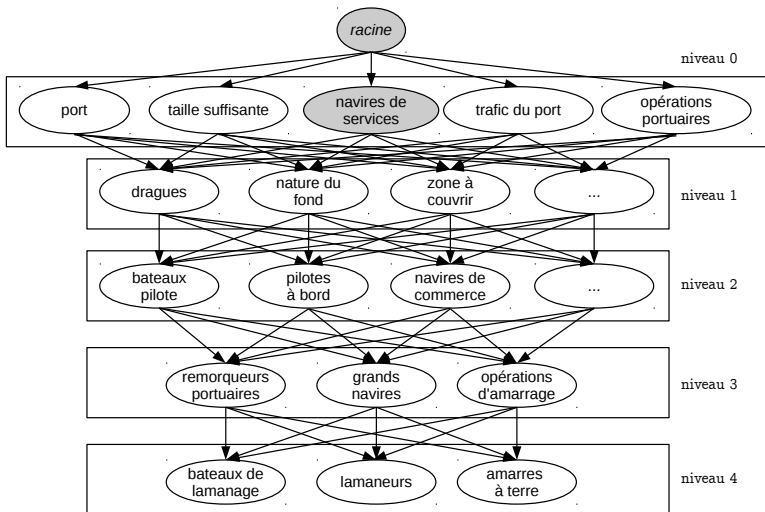 racine
niveau 0
port
taille suffisante
navires de
services
trafic du port
opérations
portuaires
dragues
nature du
fond
zone à
couvrir
...
niveau 1
bateaux
pilote
pilotes
à bord
navires de
commerce
...
niveau 2
remorqueurs
portuaires
grands
navires
opérations
d'amarrage
niveau 3
bateaux de
lamanage
lamaneurs
amarres
à terre
niveau 4